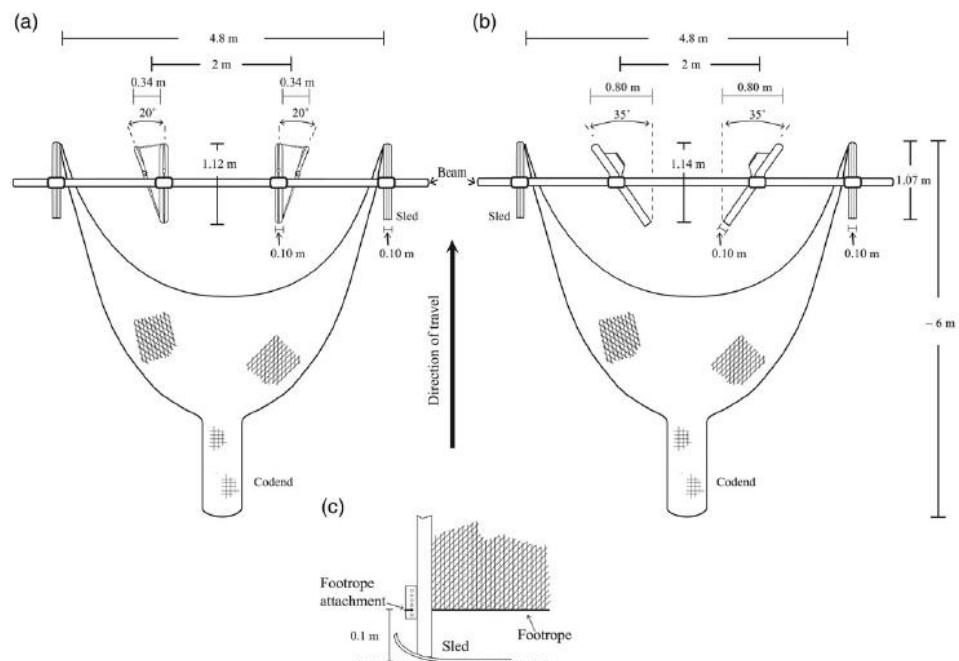 (a)
4.8 m
2 m
0.34 m
0.34 m
20°
20°
1.12 m
Beam
Sled
0.10 m
0.10 m
Codend
Direction of travel
(b)
4.8 m
2 m
0.80 m
0.80 m
35°
35°
1.14 m
1.07 m
Sled
0.10 m
0.10 m
~ 6 m
Codend
(c)
Footrope
attachment
0.1 m
Sled
Footrope